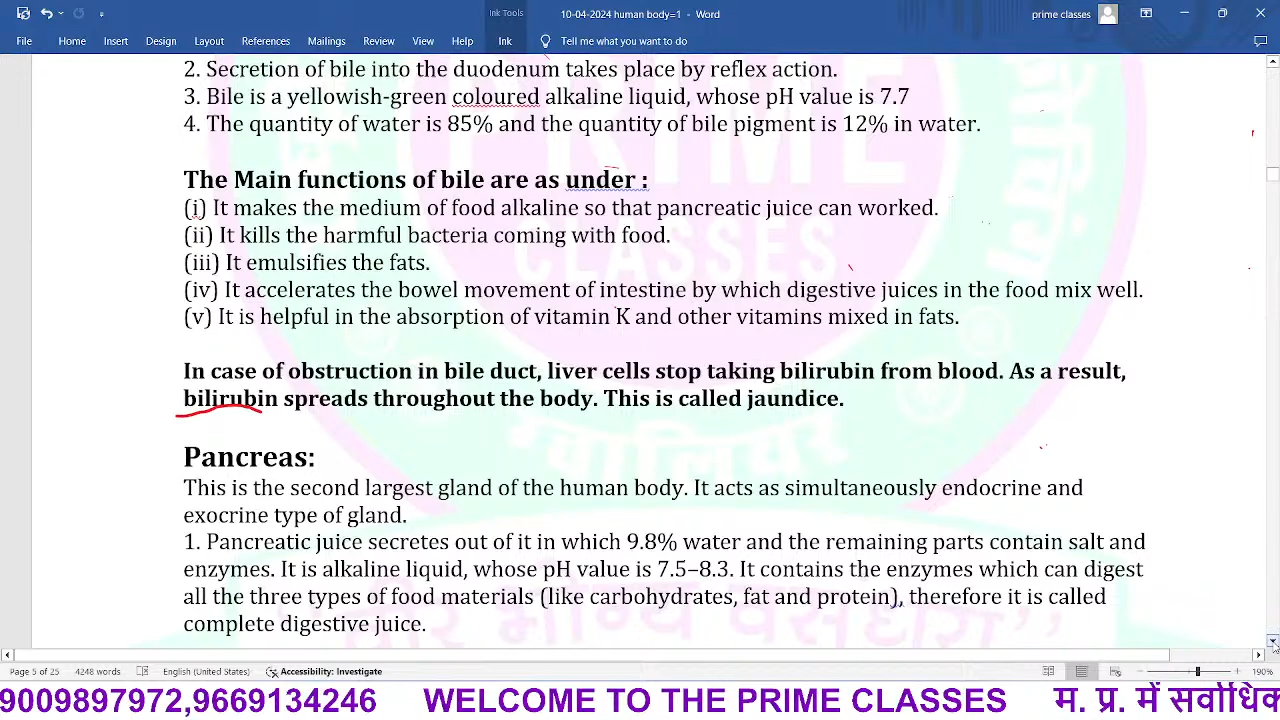 Ink Tools
10-04-2024 human body=1 - Word
prime classes
File Home Insert Design Layout References Mailings Review View Help Ink Tell me what you want to do
2. Secretion of bile into the duodenum takes place by reflex action.
3. Bile is a yellowish-green coloured alkaline liquid, whose pH value is 7.7
4. The quantity of water is 85% and the quantity of bile pigment is 12% in water.
The Main functions of bile are as under :
(i) It makes the medium of food alkaline so that pancreatic juice can worked.
(ii) It kills the harmful bacteria coming with food.
(iii) It emulsifies the fats.
(iv) It accelerates the bowel movement of intestine by which digestive juices in the food mix well.
(v) It is helpful in the absorption of vitamin K and other vitamins mixed in fats.
In case of obstruction in bile duct, liver cells stop taking bilirubin from blood. As a result,
bilirubin spreads throughout the body. This is called jaundice.
Pancreas:
This is the second largest gland of the human body. It acts as simultaneously endocrine and
exocrine type of gland.
1. Pancreatic juice secretes out of it in which 9.8% water and the remaining parts contain salt and
enzymes. It is alkaline liquid, whose pH value is 7.5–8.3. It contains the enzymes which can digest
all the three types of food materials (like carbohydrates, fat and protein), therefore it is called
complete digestive juice.
PRIME
CLASSES
ग्वालियर
Page 5 of 25 4248 words English (United States) Accessibility: Investigate 190%
9009897972,9669134246 WELCOME TO THE PRIME CLASSES म. प्र. में सर्वाधिक